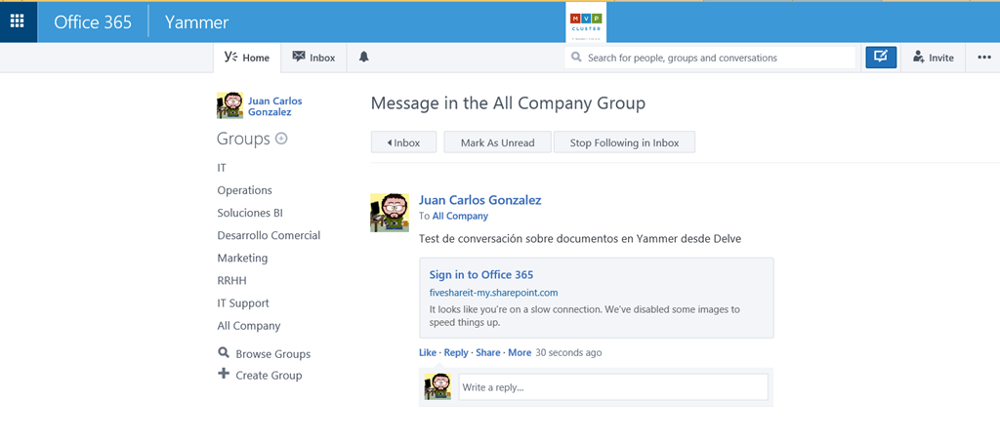 Office 365
Yammer
MVP
CLUSTER
Home
Inbox
Search for people, groups and conversations
Invite
Juan Carlos
Gonzalez
Groups
IT
Operations
Soluciones BI
Desarrollo Comercial
Marketing
RRHH
IT Support
All Company
Browse Groups
Create Group
Message in the All Company Group
Inbox
Mark As Unread
Stop Following in Inbox
Juan Carlos Gonzalez
To All Company
Test de conversación sobre documentos en Yammer desde Delve
Sign in to Office 365
fiveshareit-my.sharepoint.com
It looks like you're on a slow connection. We've disabled some images to
speed things up.
Like · Reply · Share · More 30 seconds ago
Write a reply...